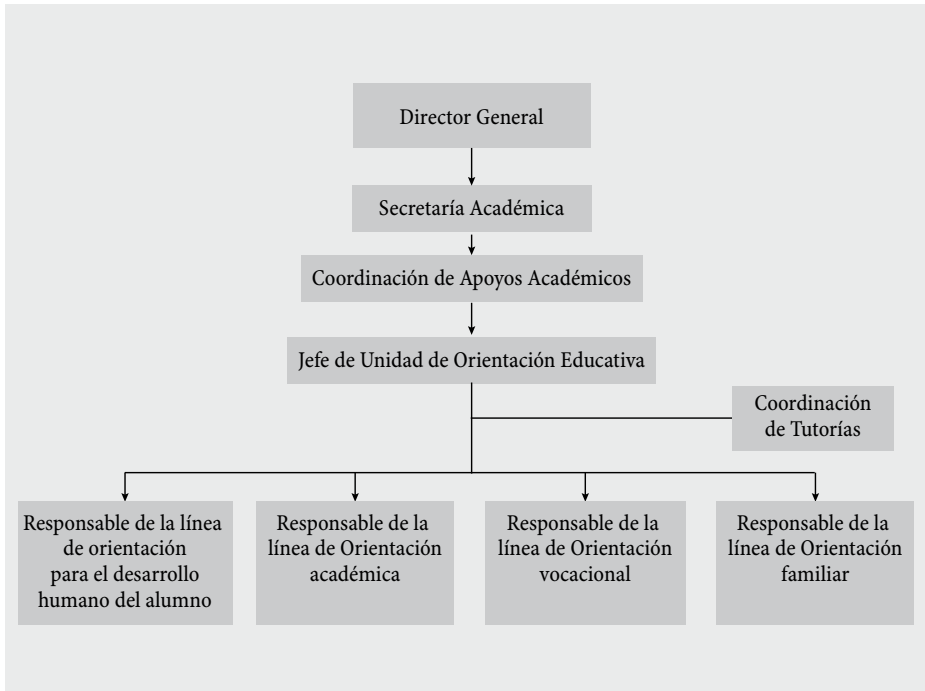 Director General
Secretaría Académica
Coordinación de Apoyos Académicos
Jefe de Unidad de Orientación Educativa
Coordinación
de Tutorías
Responsable de la línea
de orientación
para el desarrollo
humano del alumno
Responsable de la
línea de Orientación
académica
Responsable de la
línea de Orientación
vocacional
Responsable de la
línea de Orientación
familiar